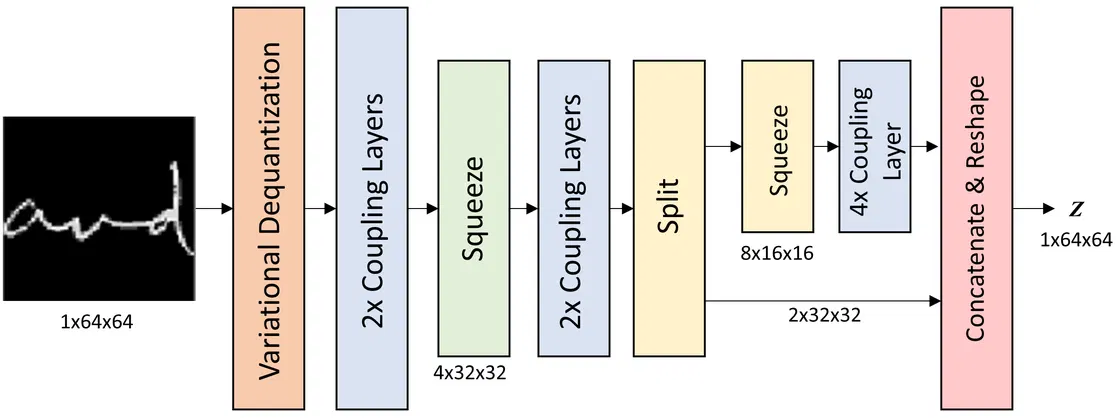 and
1x64x64
Variational Dequantization
2x Coupling Layers
Squeeze
4x32x32
2x Coupling Layers
Split
Squeeze
8x16x16
4x Coupling
Layer
2x32x32
Concatenate & Reshape
z
1x64x64